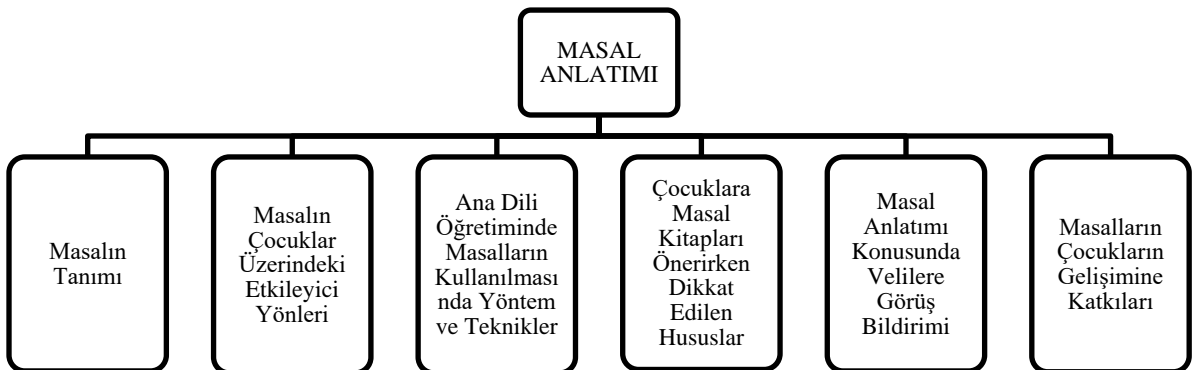 MASAL
ANLATIMI
Masalın
Tanımı
Masalın
Çocuklar
Üzerindeki
Etkileyici
Yönleri
Ana Dili
Öğretiminde
Masalların
Kullanılması
nda Yöntem
ve Teknikler
Çocuklara
Masal
Kitapları
Önerirken
Dikkat
Edilen
Hususlar
Masal
Anlatımı
Konusunda
Velilere
Görüş
Bildirimi
Masalların
Çocukların
Gelişimine
Katkıları